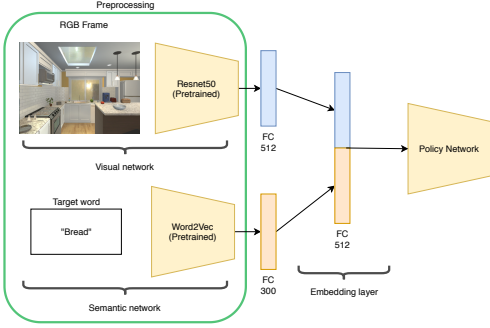 Preprocessing
RGB Frame
Resnet50
(Pretrained)
FC
512
Visual network
Policy Network
Target word
"Bread"
Word2Vec
(Pretrained)
FC
512
FC
300
Embedding layer
Semantic network